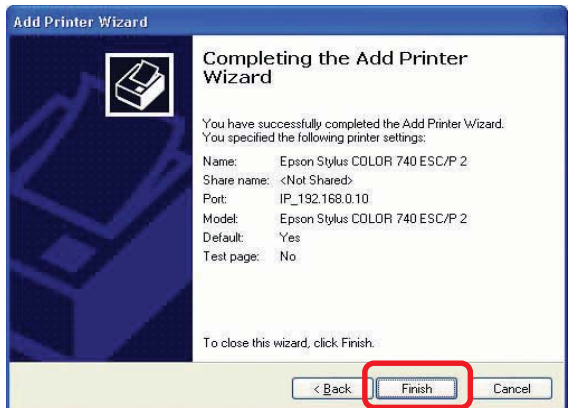 Add Printer Wizard
Completing the Add Printer
Wizard
You have successfully completed the Add Printer Wizard.
You specified the following printer settings:
Name: Epson Stylus COLOR 740 ESC/P 2
Share name: <Not Shared>
Port: IP_192.168.0.10
Model: Epson Stylus COLOR 740 ESC/P 2
Default: Yes
Test page: No
To close this wizard, click Finish.
< Back Finish Cancel